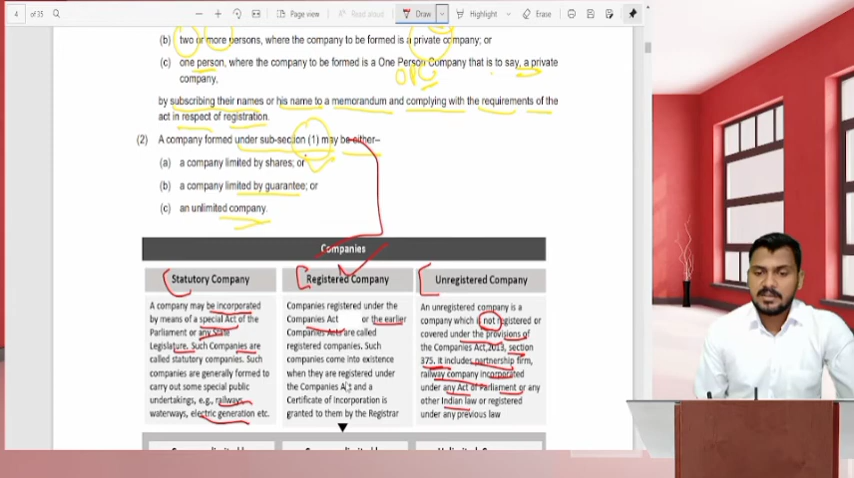 4 of 35 Page view Read aloud Draw Highlight Erase
(b) two or more persons, where the company to be formed is a private company; or
(c) one person, where the company to be formed is a One Person Company that is to say, a private
company,
OPC
by subscribing their names or his name to a memorandum and complying with the requirements of the
act in respect of registration.
(2) A company formed under sub-section (1) may be either–
(a) a company limited by shares; or
(b) a company limited by guarantee; or
(c) an unlimited company.
Companies
Statutory Company
A company may be incorporated
by means of a special Act of the
Parliament or any State
Legislature. Such Companies are
called statutory companies. Such
companies are generally formed to
carry out some special public
undertakings, e.g., railways,
waterways, electric generation etc.
Registered Company
Companies registered under the
Companies Act or the earlier
Companies Acts are called
registered companies. Such
companies come into existence
when they are registered under
the Companies Act and a
Certificate of Incorporation is
granted to them by the Registrar
Unregistered Company
An unregistered company is a
company which is not registered or
covered under the provisions of
the Companies Act,2013, section
375. It includes partnership firm,
railway company incorporated
under any Act of Parliament or any
other Indian law or registered
under any previous law